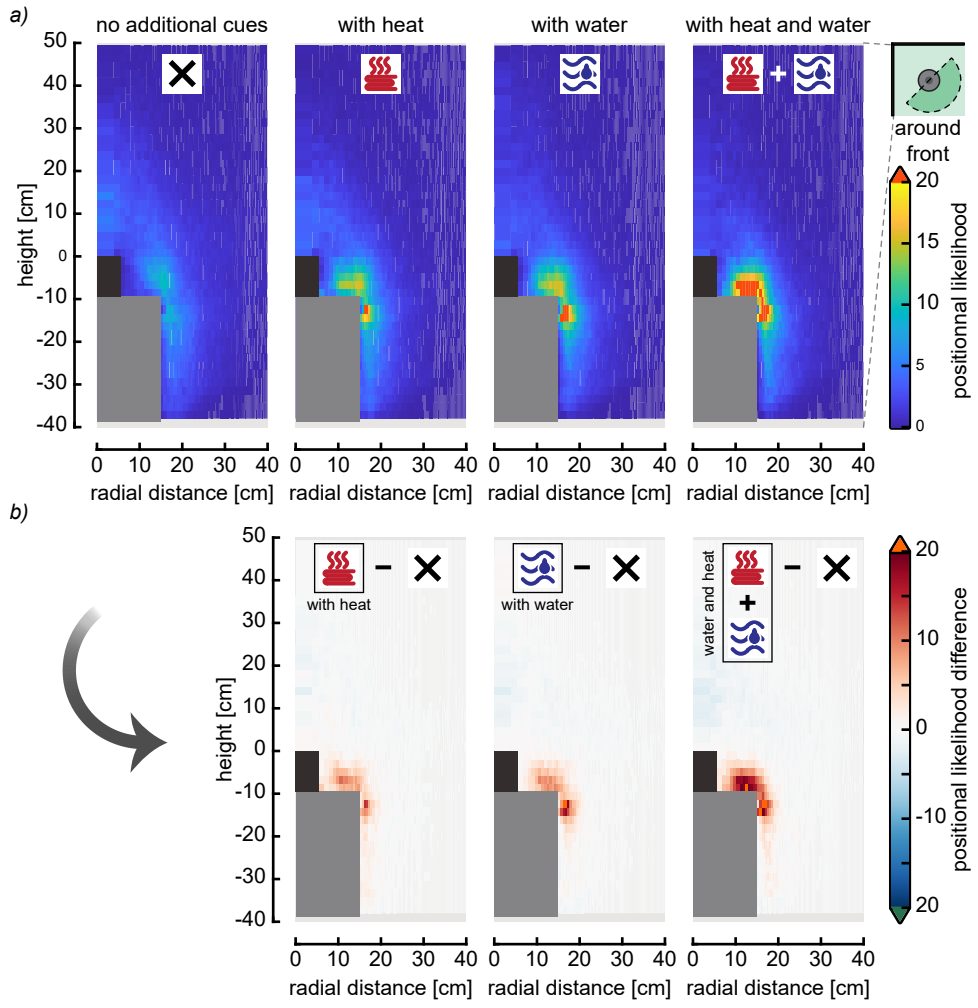 a)
no additional cues
with heat
with water
with heat and water
50
40
30
20
10
0
-10
-20
-30
-40
height [cm]
+
around
front
20
15
10
5
0
positionnal likelihood
0 10 20 30 40
0 10 20 30 40
0 10 20 30 40
0 10 20 30 40
radial distance [cm]
radial distance [cm]
radial distance [cm]
radial distance [cm]
b)
50
40
30
20
10
0
-10
-20
-30
-40
height [cm]
−
with heat
−
with water
water and heat
+
−
20
10
0
-10
20
positional likelihood difference
0 10 20 30 40
0 10 20 30 40
0 10 20 30 40
radial distance [cm]
radial distance [cm]
radial distance [cm]